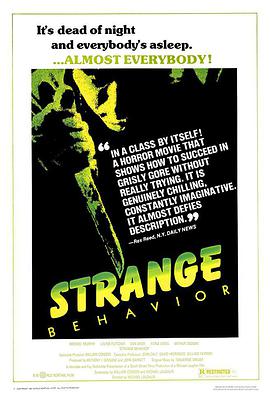 It's dead of night
and everybody's asleep.
...ALMOST EVERYBODY!
“IN A CLASS BY ITSELF!
A HORROR MOVIE THAT
SHOWS HOW TO SUCCEED IN
GRISLY GORE WITHOUT
REALLY TRYING. IT IS
GENUINELY CHILLING,
CONSTANTLY IMAGINATIVE.
IT ALMOST DEFIES
DESCRIPTION.”
—Rex Reed, N.Y. DAILY NEWS
STRANGE
BEHAVIOR
R RESTRICTED